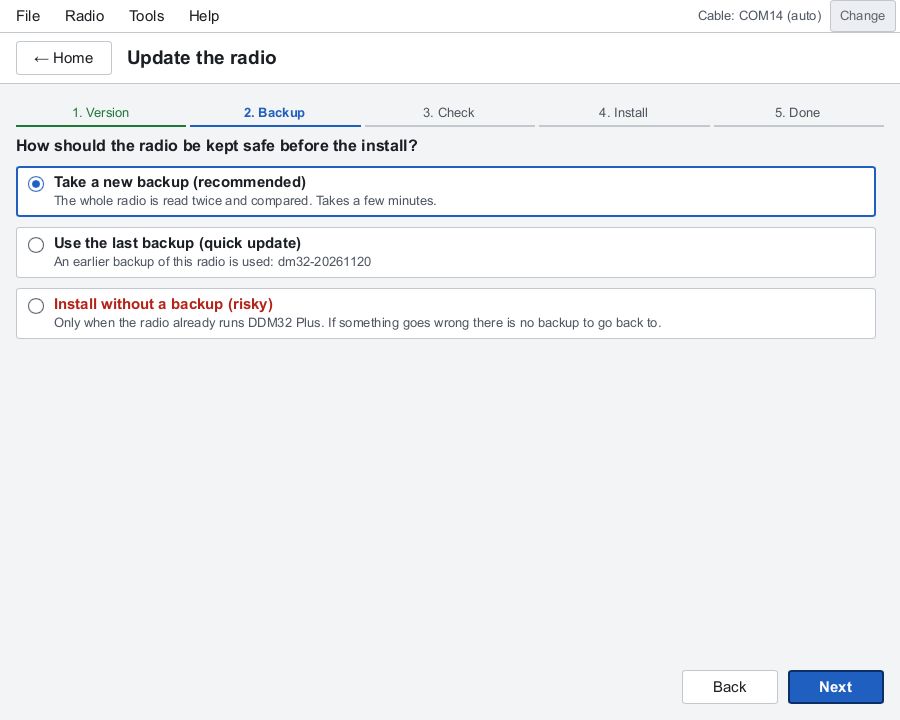 File Radio Tools Help Cable: COM14 (auto) Change
← Home Update the radio
1. Version 2. Backup 3. Check 4. Install 5. Done
How should the radio be kept safe before the install?
Take a new backup (recommended)
The whole radio is read twice and compared. Takes a few minutes.
Use the last backup (quick update)
An earlier backup of this radio is used: dm32-20261120
Install without a backup (risky)
Only when the radio already runs DDM32 Plus. If something goes wrong there is no backup to go back to.
Back Next